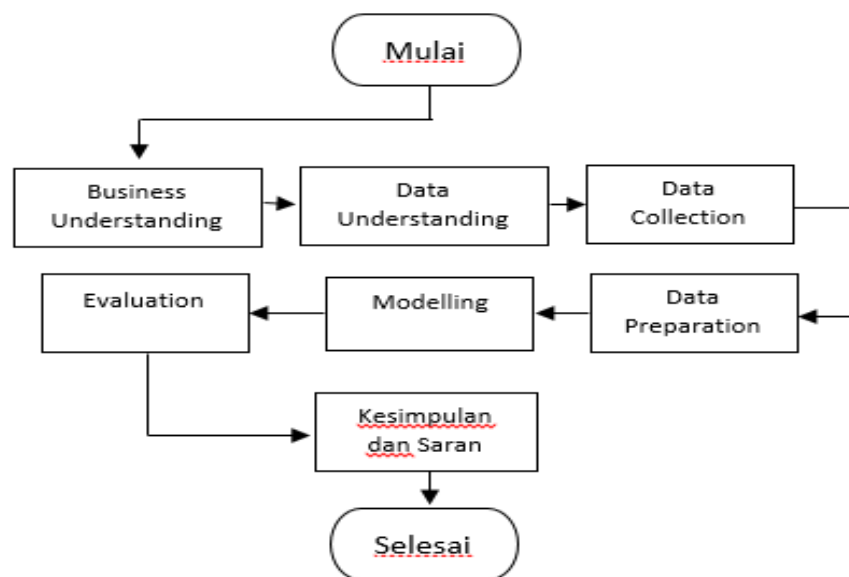 Mulai
Business
Understanding
Data
Understanding
Data
Collection
Evaluation
Modelling
Data
Preparation
Kesimpulan
dan Saran
Selesai